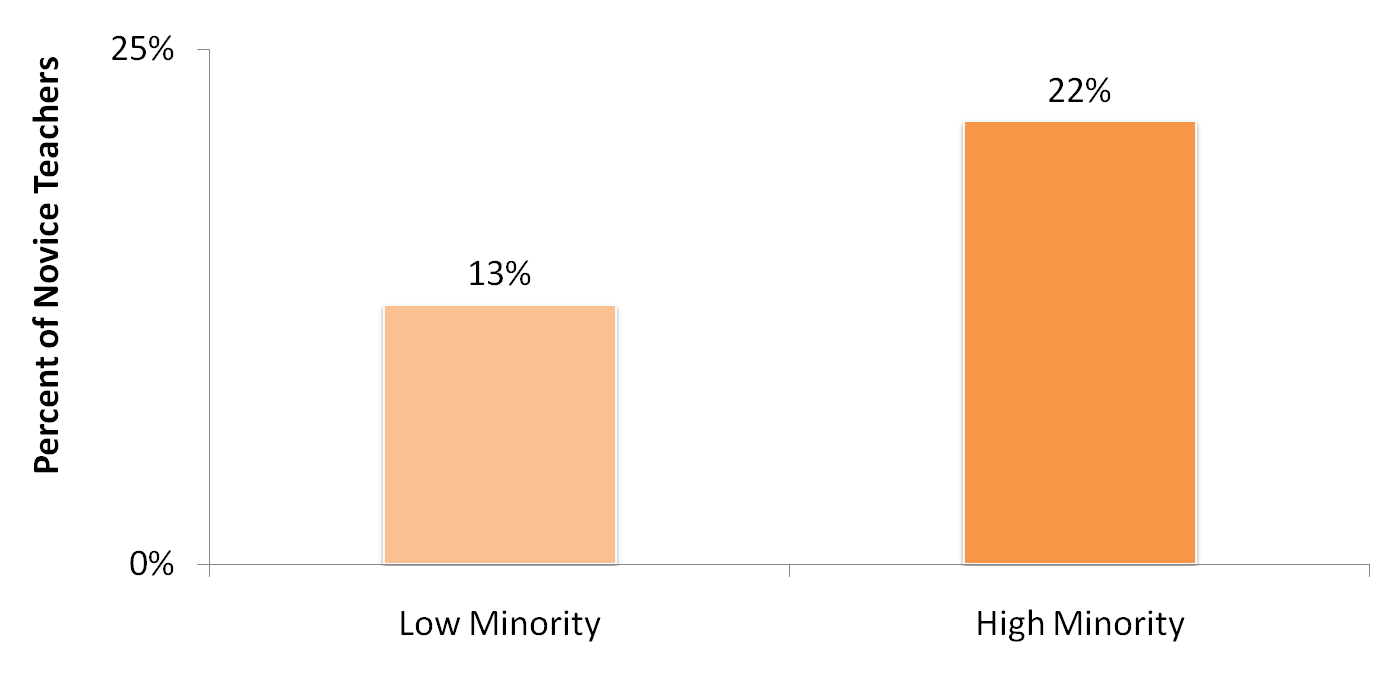 Percent of Novice Teachers
25%
22%
13%
0%
Low Minority
High Minority